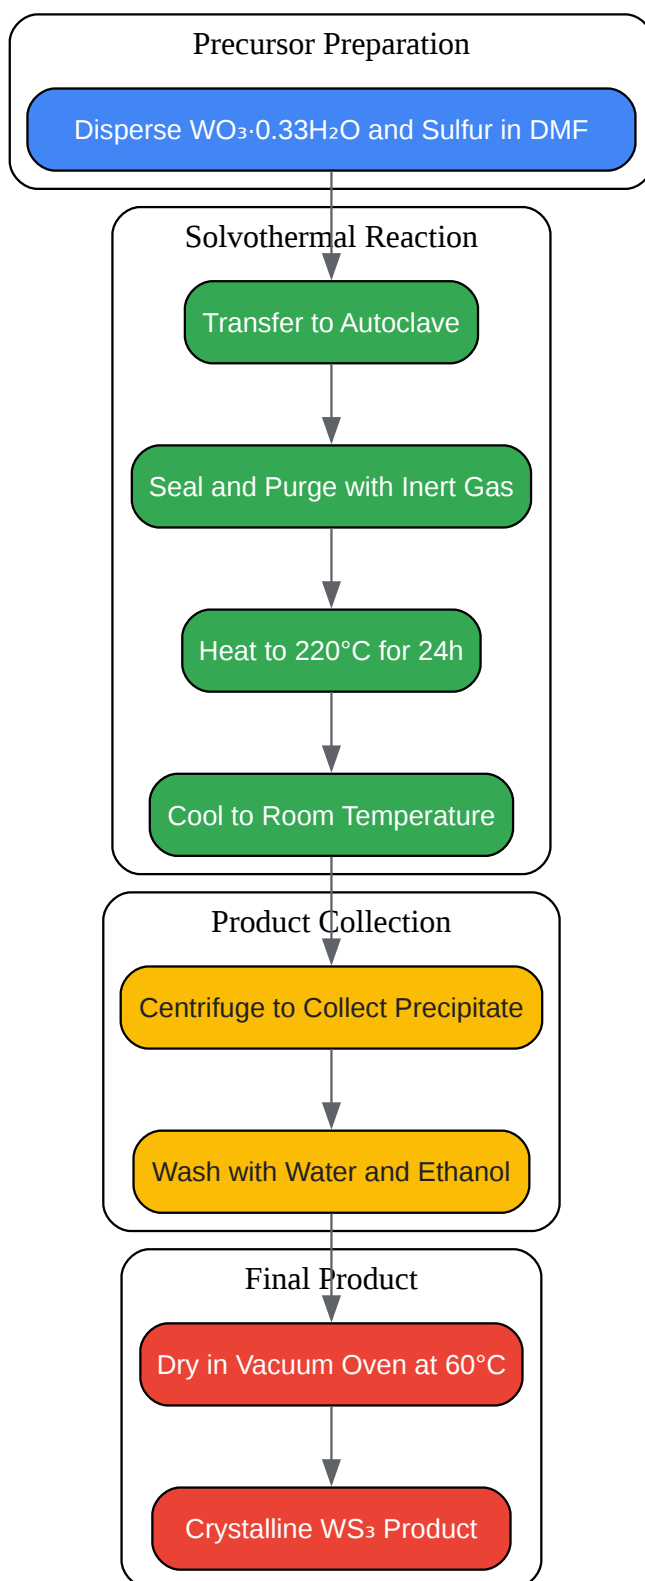 Precursor Preparation
Disperse WO₃·0.33H₂O and Sulfur in DMF
Solvothermal Reaction
Transfer to Autoclave
Seal and Purge with Inert Gas
Heat to 220°C for 24h
Cool to Room Temperature
Product Collection
Centrifuge to Collect Precipitate
Wash with Water and Ethanol
Final Product
Dry in Vacuum Oven at 60°C
Crystalline WS₃ Product